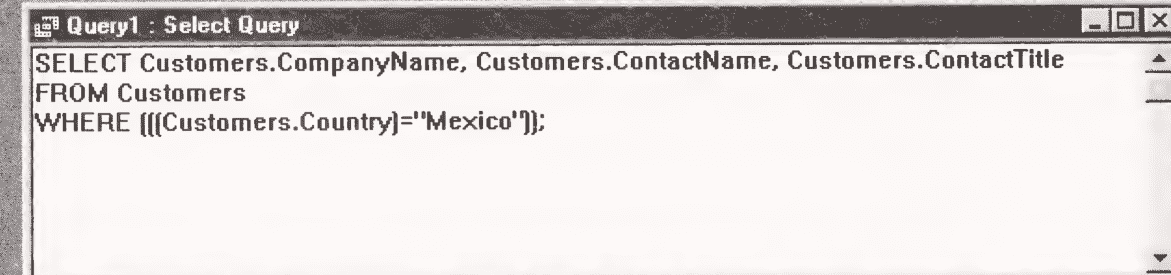 Query1 : Select Query
SELECT Customers.CompanyName, Customers.ContactName, Customers.ContactTitle
FROM Customers
WHERE (((Customers.Country)="Mexico"));